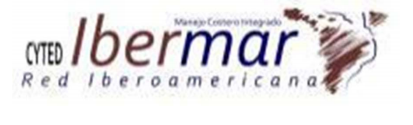 Manejo Costero Integrado
CYTED Ibermar
Red Iberoamericana